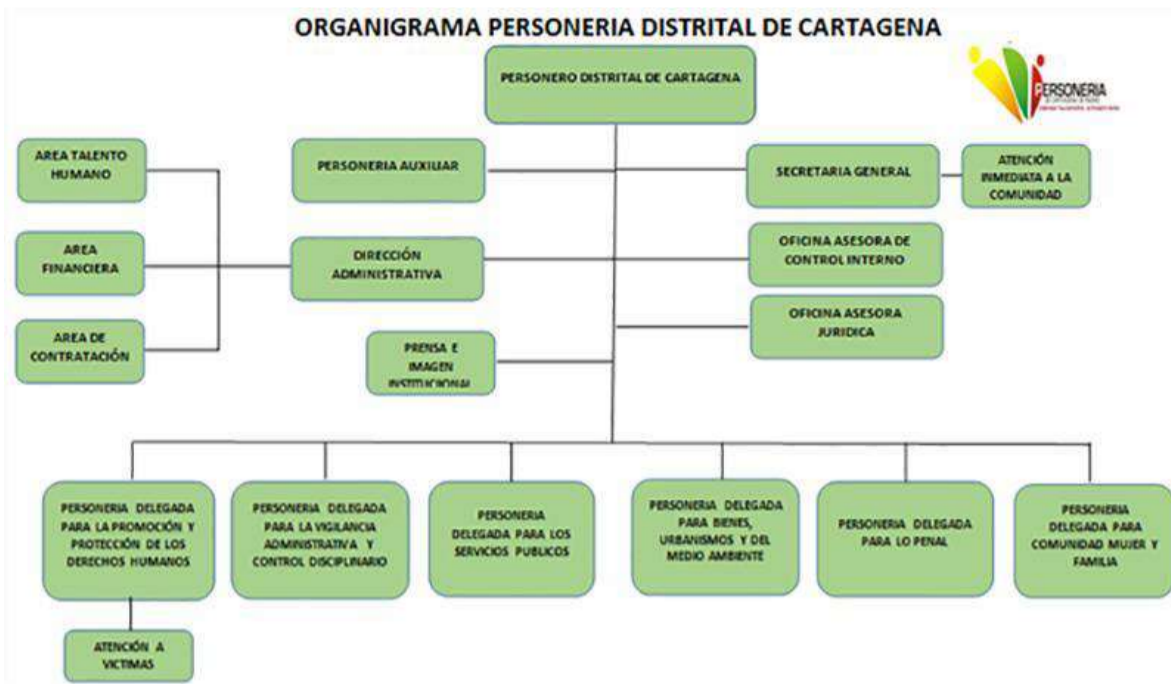 ORGANIGRAMA PERSONERIA DISTRITAL DE CARTAGENA
PERSONERO DISTRITAL DE CARTAGENA
PERSONERIA
AREA TALENTO
HUMANO
PERSONERIA AUXILIAR
SECRETARIA GENERAL
ATENCIÓN
INMEDIATA A LA
COMUNIDAD
AREA
FINANCIERA
DIRECCIÓN
ADMINISTRATIVA
OFICINA ASESORA DE
CONTROL INTERNO
AREA DE
CONTRATACIÓN
OFICINA ASESORA
JURIDICA
PRENSA E
IMAGEN
INSTITUCIONAL
PERSONERIA DELEGADA
PARA LA PROMOCIÓN Y
PROTECCIÓN DE LOS
DERECHOS HUMANOS
PERSONERIA DELEGADA
PARA LA VIGILANCIA
ADMINISTRATIVA Y
CONTROL DISCIPLINARIO
PERSONERIA
DELEGADA PARA LOS
SERVICIOS PUBLICOS
PERSONERIA DELEGADA
PARA BIENES,
URBANISMOS Y DEL
MEDIO AMBIENTE
PERSONERIA DELEGADA
PARA LO PENAL
PERSONERIA
DELEGADA PARA
COMUNIDAD MUJER Y
FAMILIA
ATENCIÓN A
VICTIMAS